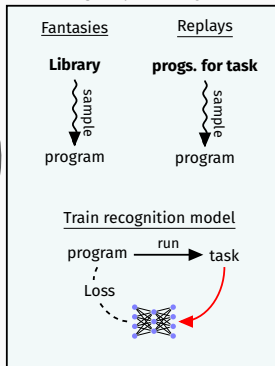 Fantasies Replays
Library progs. for task
sample sample
program program
Train recognition model
program run task
Loss